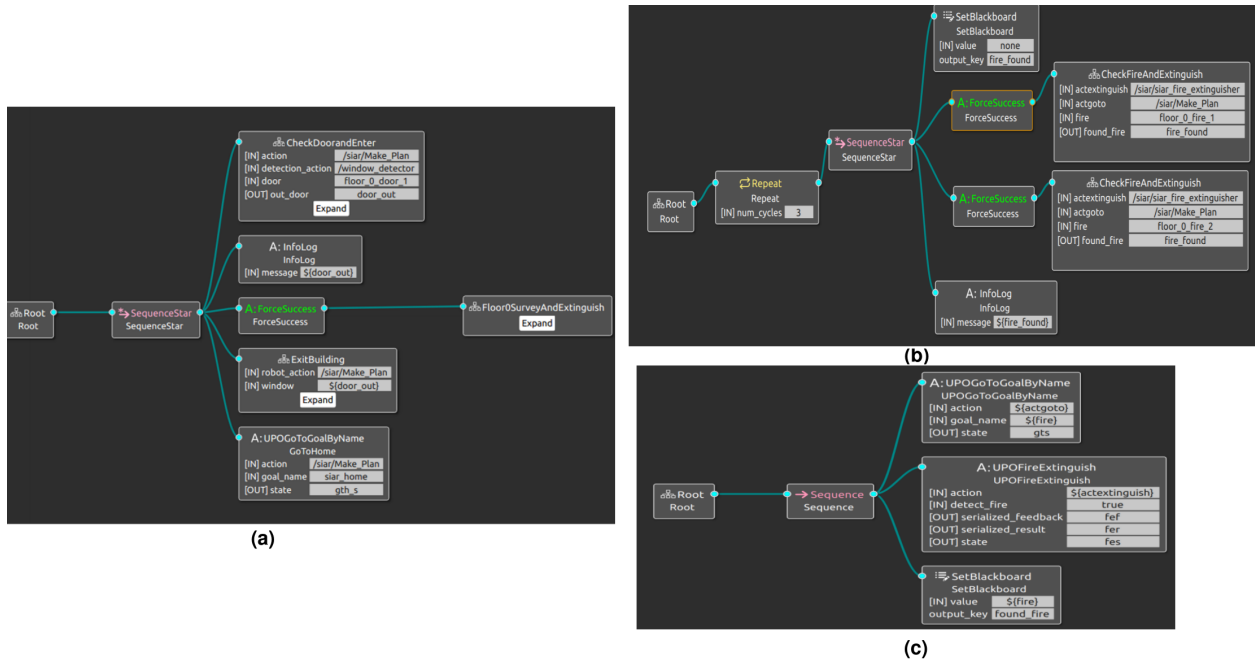 CheckDoorandEnter
[IN] action /siar/Make_Plan
[IN] detection_action /window_detector
[IN] door floor_0_door_1
[OUT] out_door door_out
Expand
A: InfoLog
InfoLog
[IN] message ${door_out}
Root
Root
SequenceStar
SequenceStar
A:ForceSuccess
ForceSuccess
Floor0SurveyAndExtinguish
Expand
ExitBuilding
[IN] robot_action /siar/Make_Plan
[IN] window ${door_out}
Expand
A:UPOGoToGoalByName
GoToHome
[IN] action /siar/Make_Plan
[IN] goal_name siar_home
[OUT] state gth_s
(a)
SetBlackboard
SetBlackboard
[IN] value none
output_key fire_found
A:ForceSuccess
ForceSuccess
CheckFireAndExtinguish
[IN] actextinguish /siar/siar_fire_extinguisher
[IN] actgoto /siar/Make_Plan
[IN] fire floor_0_fire_1
[OUT] found_fire fire_found
SequenceStar
SequenceStar
Repeat
Repeat
[IN] num_cycles 3
Root
Root
A:ForceSuccess
ForceSuccess
CheckFireAndExtinguish
[IN] actextinguish /siar/siar_fire_extinguisher
[IN] actgoto /siar/Make_Plan
[IN] fire floor_0_fire_2
[OUT] found_fire fire_found
A: InfoLog
InfoLog
[IN] message ${fire_found}
(b)
A: UPOGoToGoalByName
UPOGoToGoalByName
[IN] action ${actgoto}
[IN] goal_name ${fire}
[OUT] state gts
Root
Root
Sequence
Sequence
A: UPOFireExtinguish
UPOFireExtinguish
[IN] action ${actextinguish}
[IN] detect_fire true
[OUT] serialized_feedback fef
[OUT] serialized_result fer
[OUT] state fes
SetBlackboard
SetBlackboard
[IN] value ${fire}
output_key found_fire
(c)